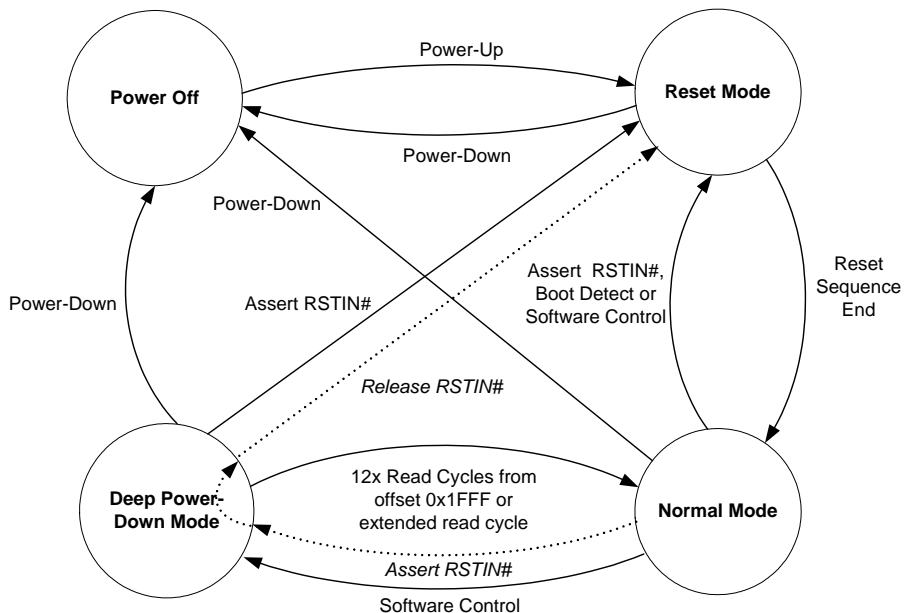 Power-Up
Power Off
Reset Mode
Power-Down
Power-Down
Assert RSTIN#,
Boot Detect or
Software Control
Reset
Sequence
End
Power-Down
Assert RSTIN#
Release RSTIN#
12x Read Cycles from
offset 0x1FFF or
extended read cycle
Deep Power-
Down Mode
Normal Mode
Assert RSTIN#
Software Control